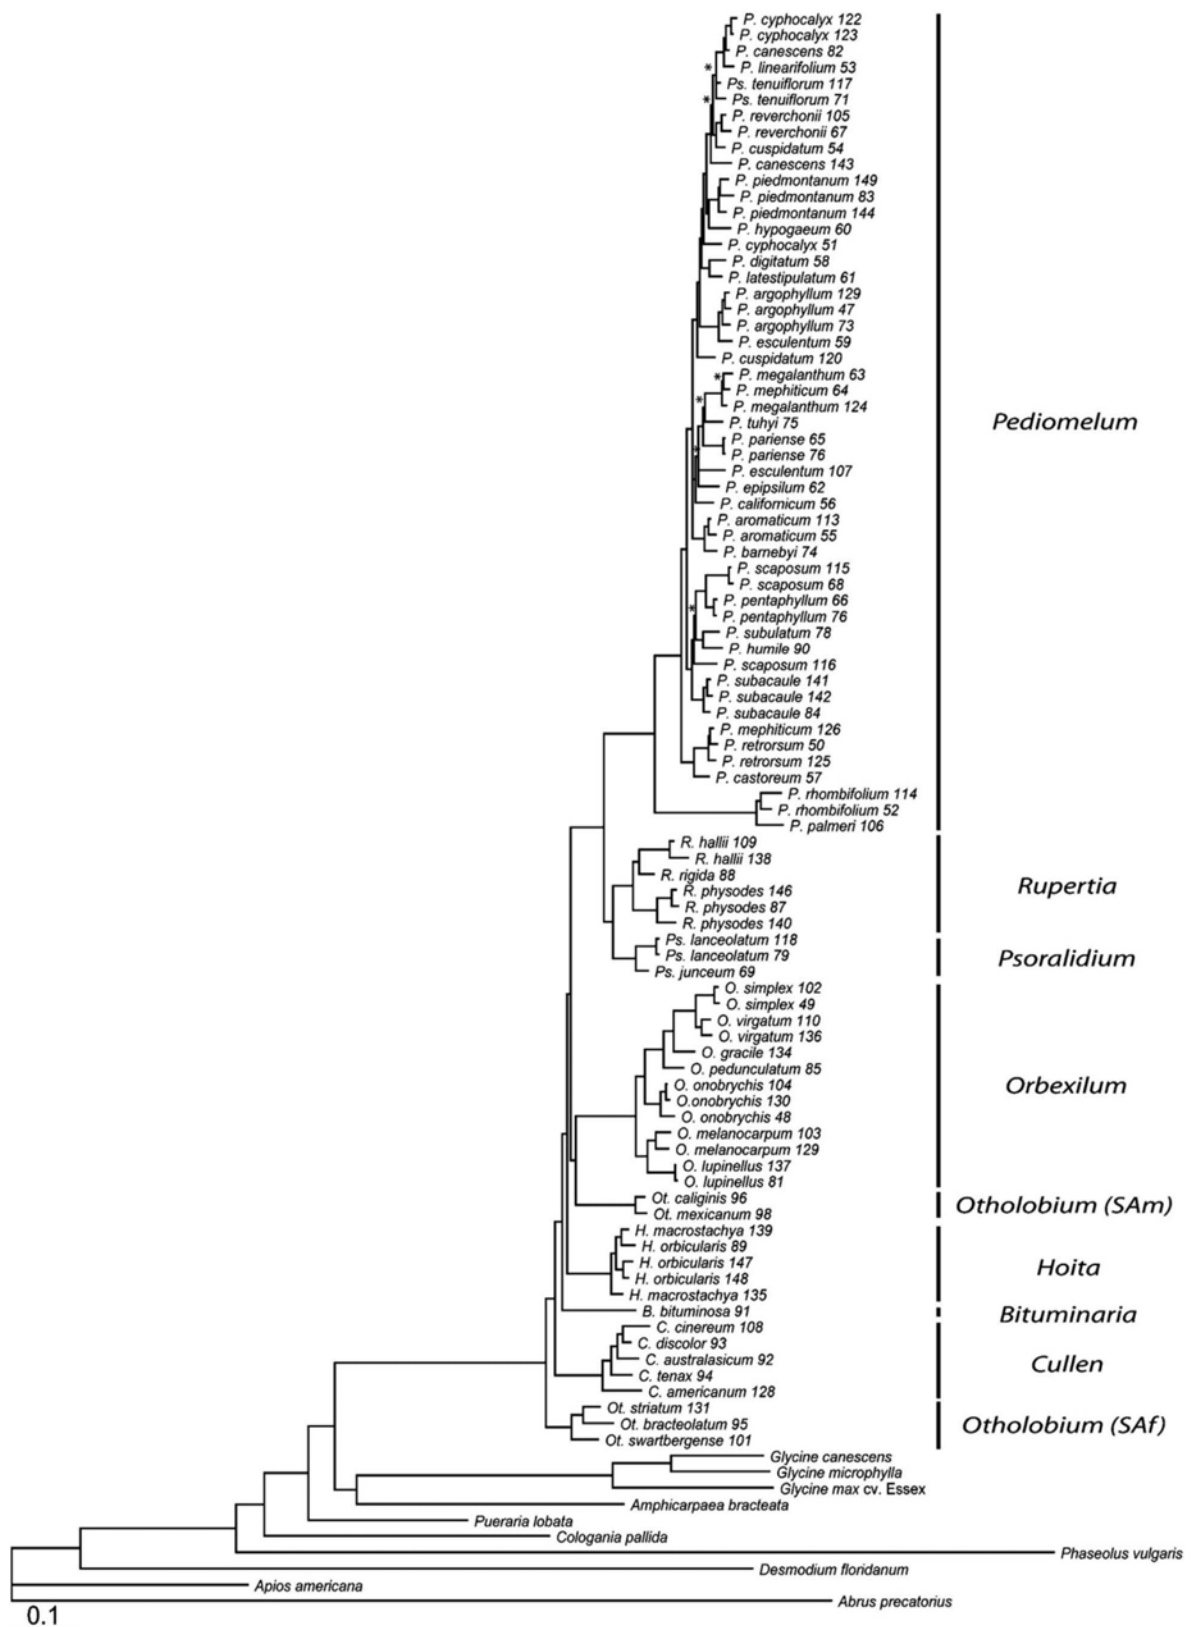 P. cyphocalyx 122
P. cyphocalyx 123
P. canescens 82
P. linearifolium 53
*
Ps. tenuiflorum 117
Ps. tenuiflorum 71
*
P. reverchonii 105
P. reverchonii 67
P. cuspidatum 54
P. canescens 143
P. piedmontanum 149
P. piedmontanum 83
P. piedmontanum 144
P. hypogaeum 60
P. cyphocalyx 51
P. digitatum 58
P. latestipulatum 61
P. argophyllum 129
P. argophyllum 47
P. argophyllum 73
P. esculentum 59
P. cuspidatum 120
P. megalanthum 63
*
P. mephiticum 64
*
P. megalanthum 124
P. tuhyi 75
Pediomelum
P. pariense 65
*
P. pariense 76
P. esculentum 107
P. epipsilum 62
P. californicum 56
P. aromaticum 113
P. aromaticum 55
P. barnebyi 74
P. scaposum 115
P. scaposum 68
P. pentaphyllum 66
*
P. pentaphyllum 76
P. subulatum 78
P. humile 90
P. scaposum 116
P. subacaule 141
P. subacaule 142
P. subacaule 84
P. mephiticum 126
P. retrorsum 50
P. retrorsum 125
P. castoreum 57
P. rhombifolium 114
P. rhombifolium 52
P. palmeri 106
R. hallii 109
R. hallii 138
R. rigida 88
Rupertia
R. physodes 146
R. physodes 87
R. physodes 140
Ps. lanceolatum 118
Ps. lanceolatum 79
Psoralidium
Ps. junceum 69
O. simplex 102
O. simplex 49
O. virgatum 110
O. virgatum 136
O. gracile 134
O. pedunculatum 85
O. onobrychis 104
Orbexilum
O.onobrychis 130
O. onobrychis 48
O. melanocarpum 103
O. melanocarpum 129
O. lupinellus 137
O. lupinellus 81
Ot. caliginis 96
Otholobium (SAm)
Ot. mexicanum 98
H. macrostachya 139
H. orbicularis 89
H. orbicularis 147
Hoita
H. orbicularis 148
H. macrostachya 135
B. bituminosa 91
Bituminaria
C. cinereum 108
C. discolor 93
C. australasicum 92
Cullen
C. tenax 94
C. americanum 128
Ot. striatum 131
Ot. bracteolatum 95
Otholobium (SAf)
Ot. swartbergense 101
Glycine canescens
Glycine microphylla
Glycine max cv. Essex
Amphicarpaea bracteata
Pueraria lobata
Cologania pallida
Phaseolus vulgaris
Desmodium floridanum
Apios americana
Abrus precatorius
0.1